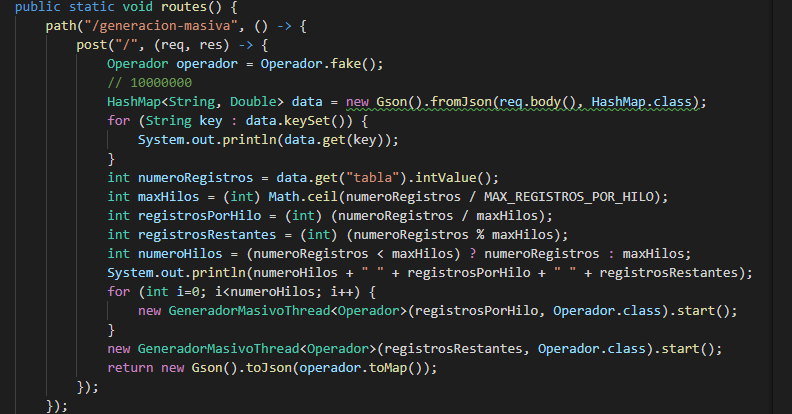 public static void routes() {
path("/generacion-masiva", () -> {
post("/", (req, res) -> {
Operador operador = Operador.fake();
// 10000000
HashMap<String, Double> data = new Gson().fromJson(req.body(), HashMap.class);
for (String key : data.keySet()) {
System.out.println(data.get(key));
}
int numeroRegistros = data.get("tabla").intValue();
int maxHilos = (int) Math.ceil(numeroRegistros / MAX_REGISTROS_POR_HILO);
int registrosPorHilo = (int) (numeroRegistros / maxHilos);
int registrosRestantes = (int) (numeroRegistros % maxHilos);
int numeroHilos = (numeroRegistros < maxHilos) ? numeroRegistros : maxHilos;
System.out.println(numeroHilos + " " + registrosPorHilo + " " + registrosRestantes);
for (int i=0; i<numeroHilos; i++) {
new GeneradorMasivoThread<Operador>(registrosPorHilo, Operador.class).start();
}
new GeneradorMasivoThread<Operador>(registrosRestantes, Operador.class).start();
return new Gson().toJson(operador.toMap());
});
});